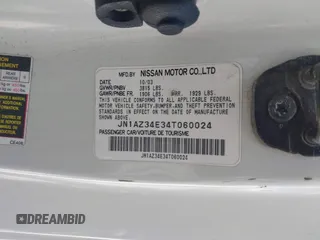 MFD BY NISSAN MOTOR CO.,LTD
DATE: 10/03
GVWR/PNBV 3815 LBS.
GAWR/PNBE FR. 1908 LBS. RR. 1929 LBS.
THIS VEHICLE CONFORMS TO ALL APPLICABLE FEDERAL
MOTOR VEHICLE SAFETY, BUMPER, AND THEFT PREVENTION
STANDARDS IN EFFECT ON THE DATE OF MANUFACTURE
SHOWN ABOVE.
JN1AZ34E34T060024
PASSENGER CAR/VOITURE DE TOURISME
JN1AZ34E34T060024
DREAMBID